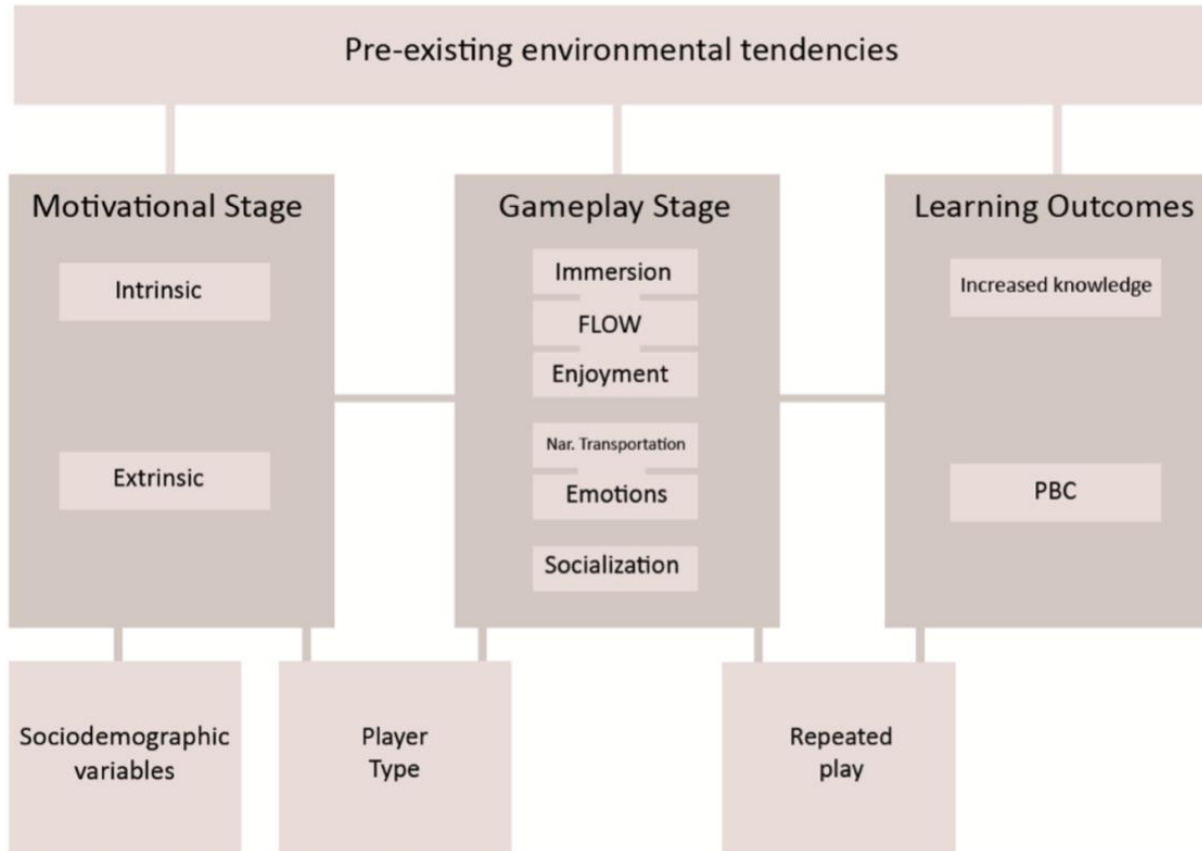 Pre-existing environmental tendencies
Motivational Stage
Intrinsic
Extrinsic
Gameplay Stage
Immersion
FLOW
Enjoyment
Nar. Transportation
Emotions
Socialization
Learning Outcomes
Increased knowledge
PBC
Sociodemographic
variables
Player
Type
Repeated
play